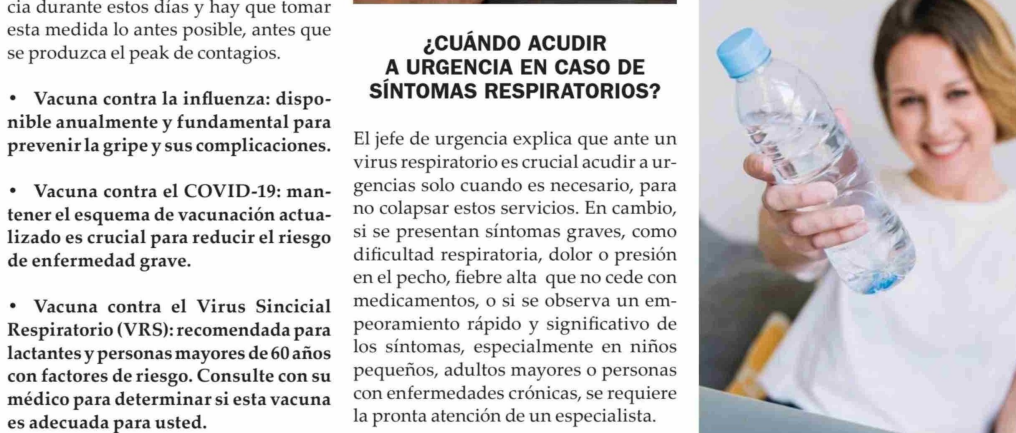 cia durante estos días y hay que tomar
esta medida lo antes posible, antes que
se produzca el peak de contagios.
• Vacuna contra la influenza: dispo-
nible anualmente y fundamental para
prevenir la gripe y sus complicaciones.
• Vacuna contra el COVID-19: man-
tener el esquema de vacunación actua-
lizado es crucial para reducir el riesgo
de enfermedad grave.
• Vacuna contra el Virus Sincicial
Respiratorio (VRS): recomendada para
lactantes y personas mayores de 60 años
con factores de riesgo. Consulte con su
médico para determinar si esta vacuna
es adecuada para usted.
¿CUÁNDO ACUDIR
A URGENCIA EN CASO DE
SÍNTOMAS RESPIRATORIOS?
El jefe de urgencia explica que ante un
virus respiratorio es crucial acudir a ur-
gencias solo cuando es necesario, para
no colapsar estos servicios. En cambio,
si se presentan síntomas graves, como
dificultad respiratoria, dolor o presión
en el pecho, fiebre alta que no cede con
medicamentos, o si se observa un em-
peoramiento rápido y significativo de
los síntomas, especialmente en niños
pequeños, adultos mayores o personas
con enfermedades crónicas, se requiere
la pronta atención de un especialista.